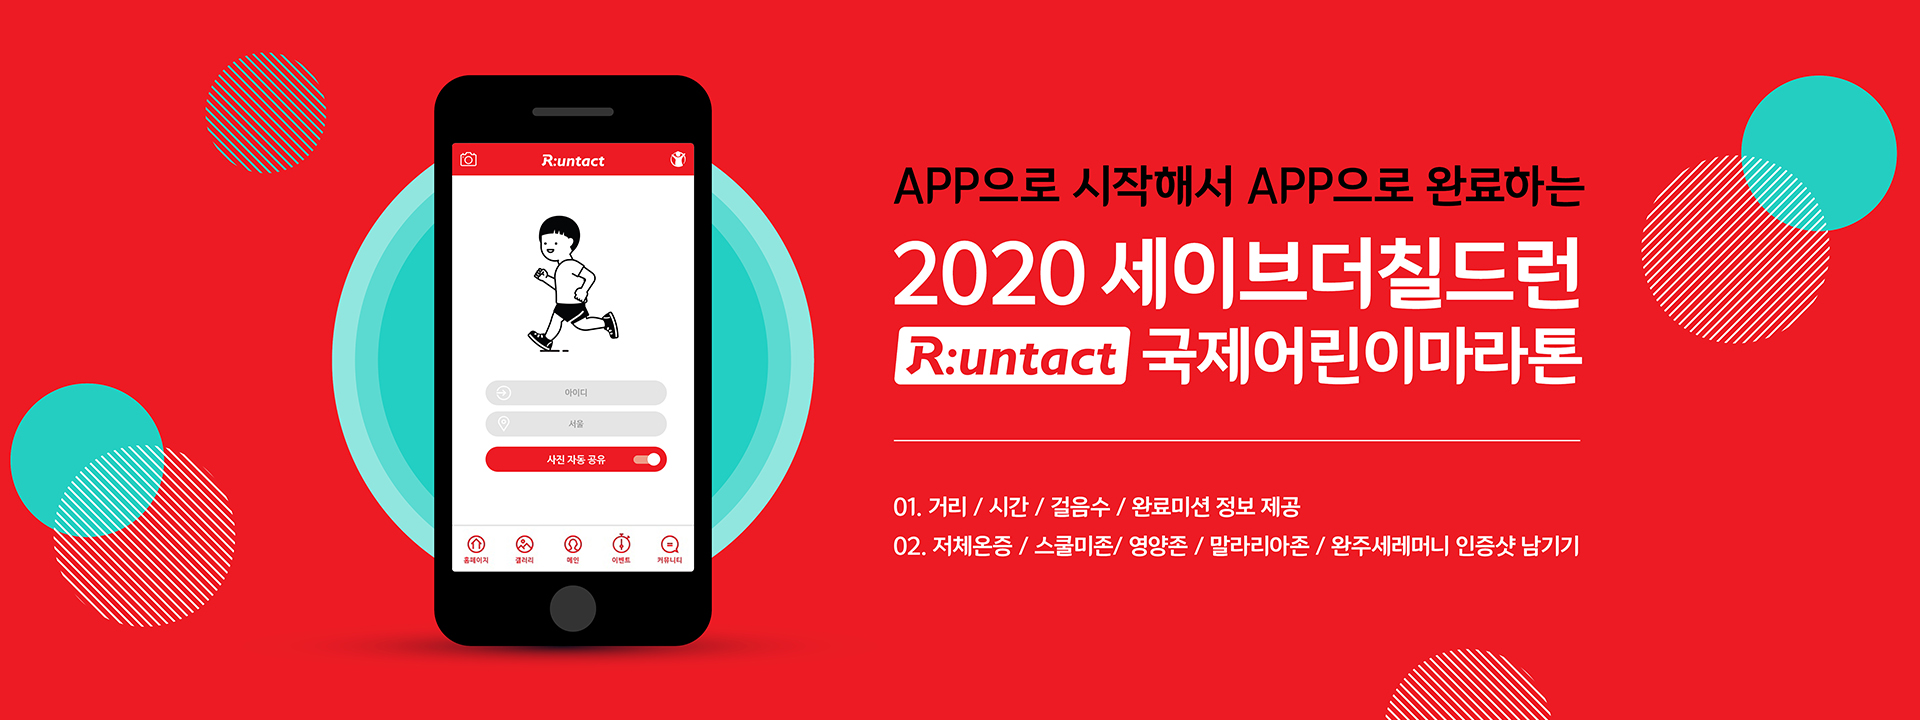 R:untact
아이디
서울
사진 자동 공유
홈페이지 갤러리 메인 이벤트 커뮤니티
APP으로 시작해서 APP으로 완료하는
2020 세이브더칠드런
R:untact 국제어린이마라톤
01. 거리 / 시간 / 걸음수 / 완료미션 정보 제공
02. 저체온증 / 스쿨미존/ 영양존 / 말라리아존 / 완주세레머니 인증샷 남기기